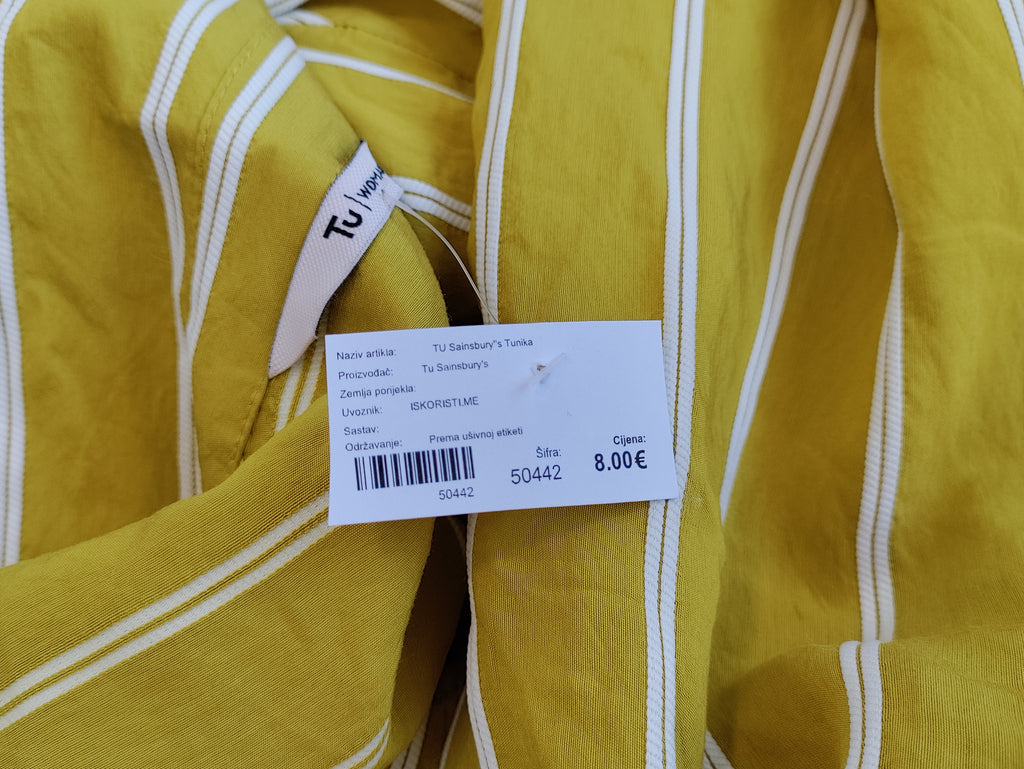 Tu | WOMA
Naziv artikla: TU Sainsbury"s Tunika
Proizvođač: Tu Sainsbury's
Zemlja porijekla:
Uvoznik: ISKORISTI.ME
Sastav:
Održavanje: Prema ušivnoj etiketi
Šifra:
Cijena:
50442
50442
8.00€